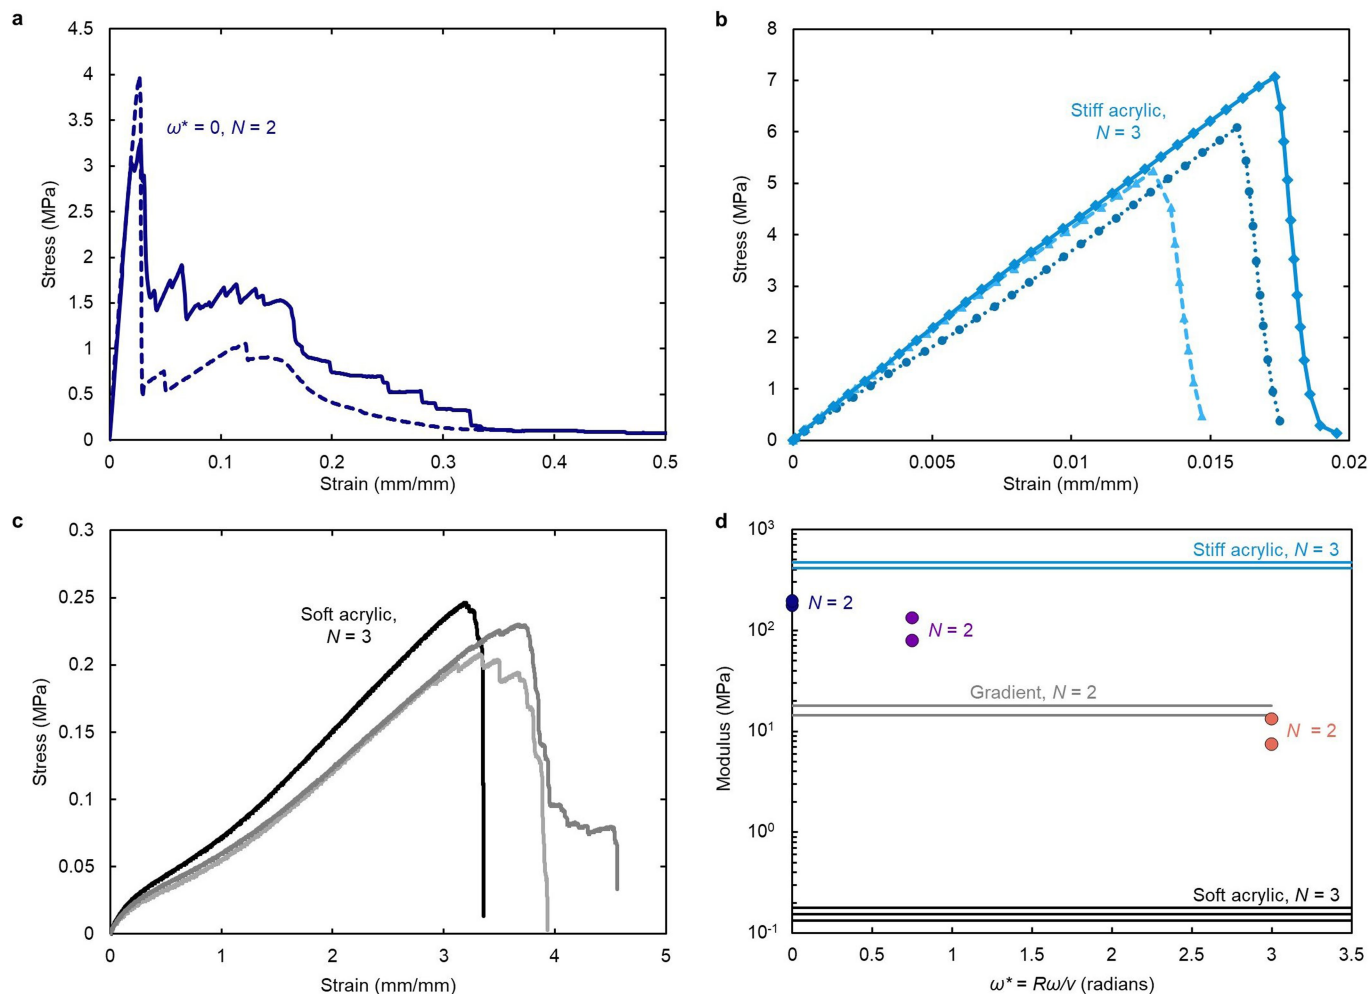 a
4.5
4
3.5
3
2.5
2
1.5
1
0.5
0
Stress (MPa)
ω* = 0, N = 2
0 0.1 0.2 0.3 0.4 0.5
Strain (mm/mm)
b
8
7
6
5
4
3
2
1
0
Stress (MPa)
Stiff acrylic,
N = 3
0 0.005 0.01 0.015 0.02
Strain (mm/mm)
c
0.3
0.25
0.2
0.15
0.1
0.05
0
Stress (MPa)
Soft acrylic,
N = 3
0 1 2 3 4 5
Strain (mm/mm)
d
10³
10²
10¹
10⁰
10⁻¹
Modulus (MPa)
Stiff acrylic, N = 3
N = 2
N = 2
Gradient, N = 2
N = 2
Soft acrylic, N = 3
0 0.5 1 1.5 2 2.5 3 3.5
ω* = Rω/v (radians)